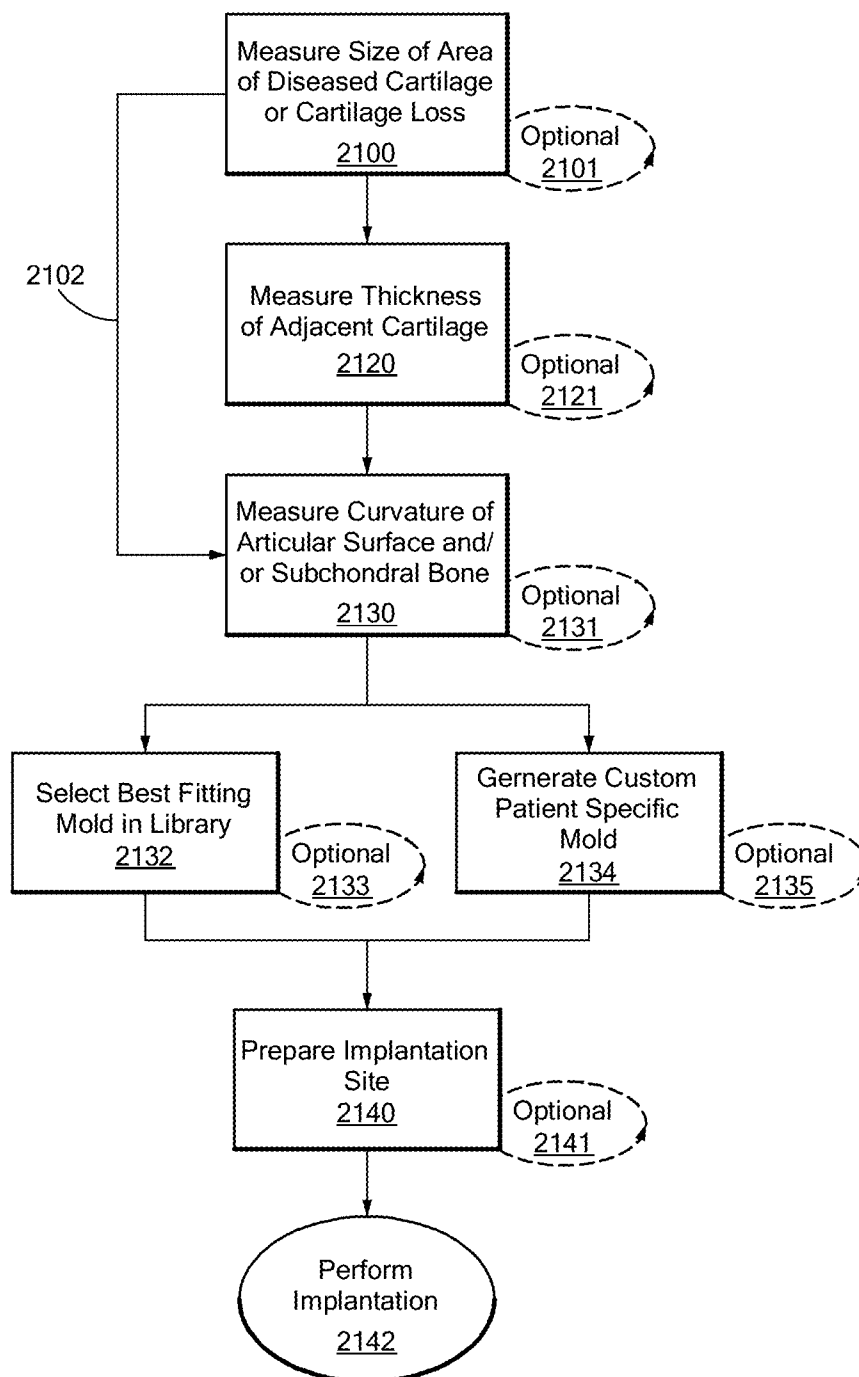 Measure Size of Area
of Diseased Cartilage
or Cartilage Loss
2100
Optional
2101
2102
Measure Thickness
of Adjacent Cartilage
2120
Optional
2121
Measure Curvature of
Articular Surface and/
or Subchondral Bone
2130
Optional
2131
Select Best Fitting
Mold in Library
2132
Optional
2133
Gernerate Custom
Patient Specific
Mold
2134
Optional
2135
Prepare Implantation
Site
2140
Optional
2141
Perform
Implantation
2142